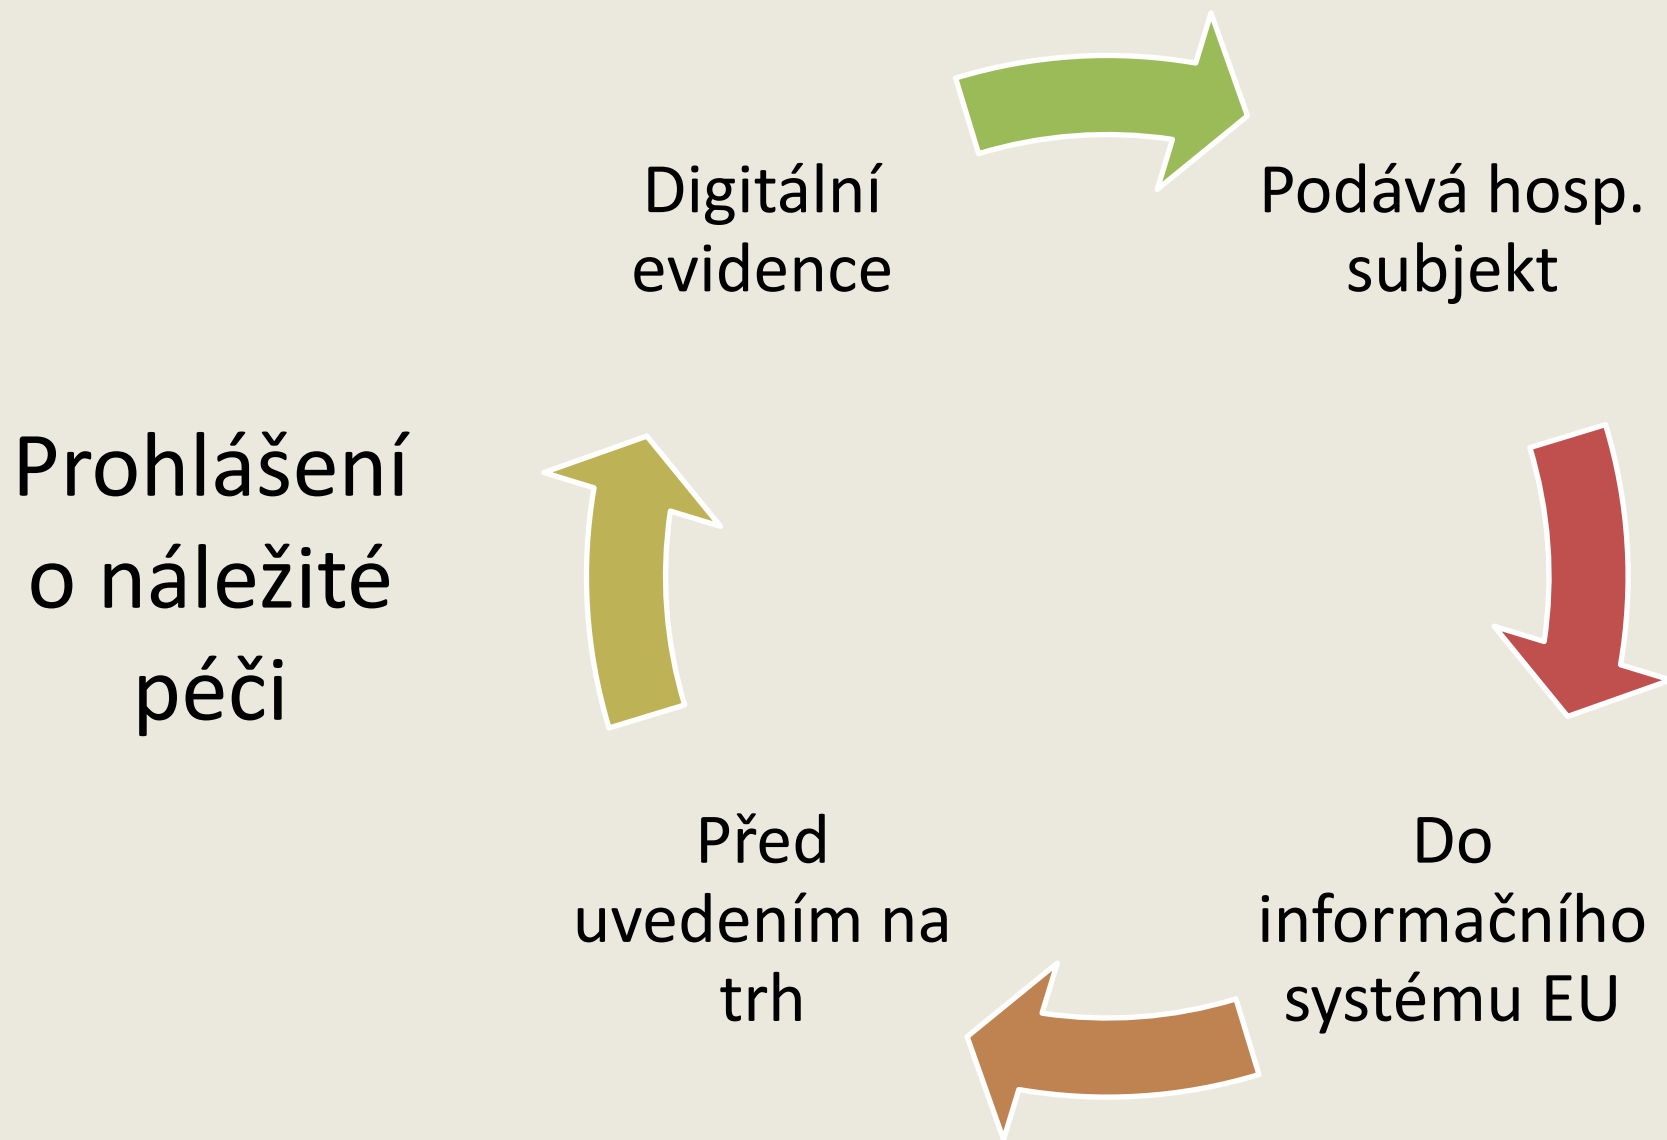 Prohlášení
o náležité
péči
Digitální
evidence
Podává hosp.
subjekt
Do
informačního
systému EU
Před
uvedením na
trh